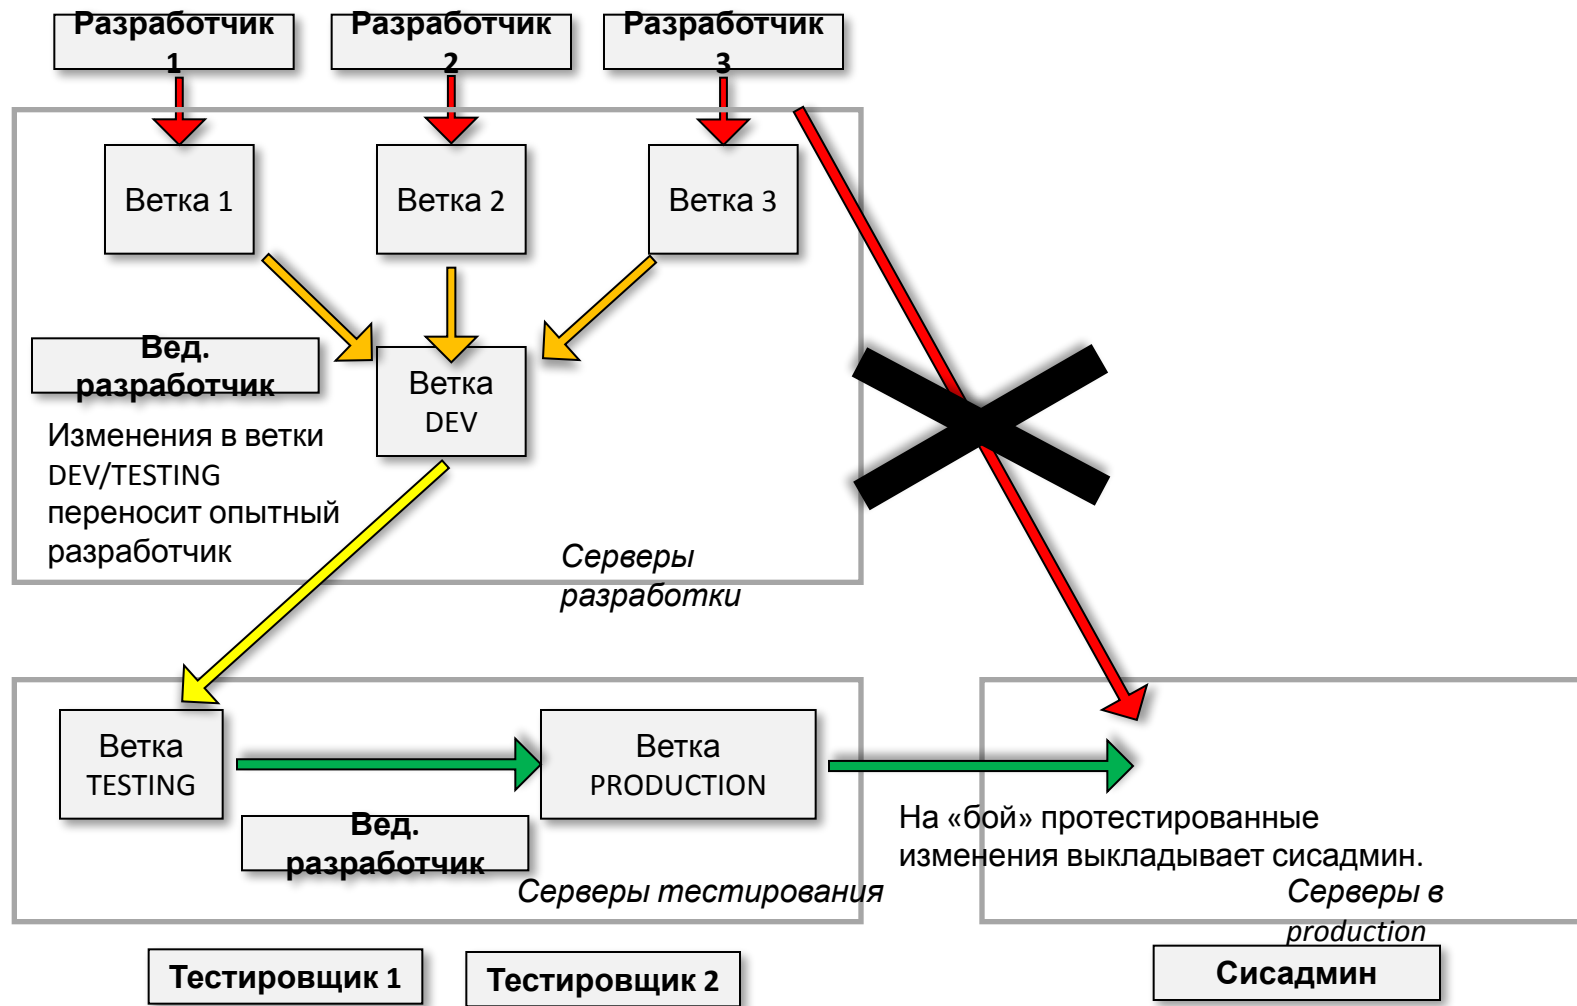 Разработчик
1
Разработчик
2
Разработчик
3
Ветка 1
Ветка 2
Ветка 3
Вед.
разработчик
Ветка
DEV
Изменения в ветки
DEV/TESTING
переносит опытный
разработчик
Серверы
разработки
Ветка
TESTING
Ветка
PRODUCTION
Вед.
разработчик
На «бой» протестированные
изменения выкладывает сисадмин.
Серверы тестирования
Серверы в
production
Тестировщик 1
Тестировщик 2
Сисадмин